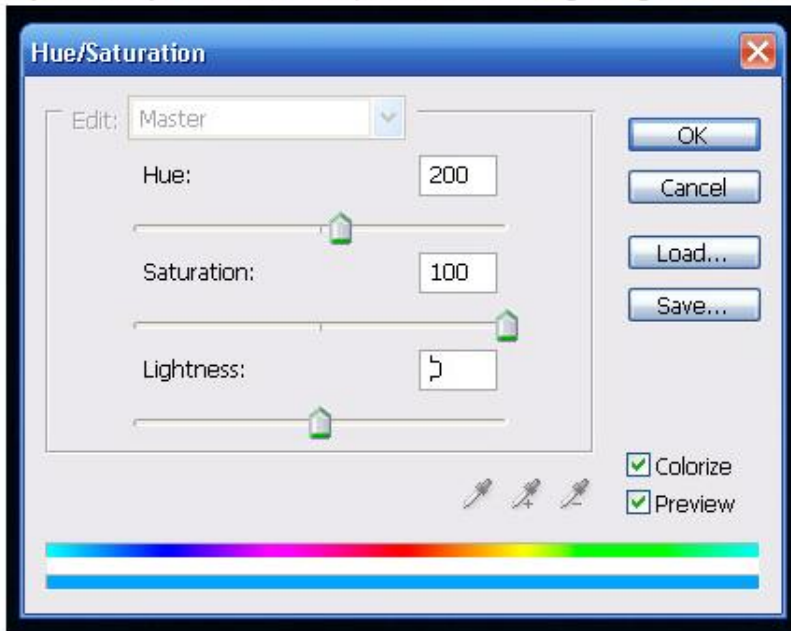 Hue/Saturation
Edit: Master
OK
Hue: 200
Cancel
Load...
Saturation: 100
Save...
Lightness:
Colorize
Preview